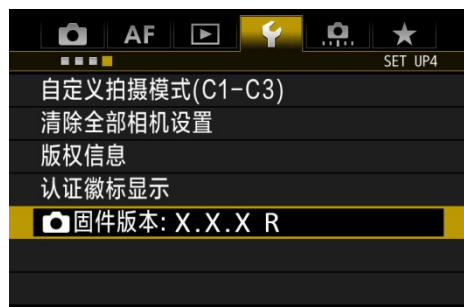 AF
SET UP4
自定义拍摄模式(C1-C3)
清除全部相机设置
版权信息
认证徽标显示
固件版本: X.X.X R